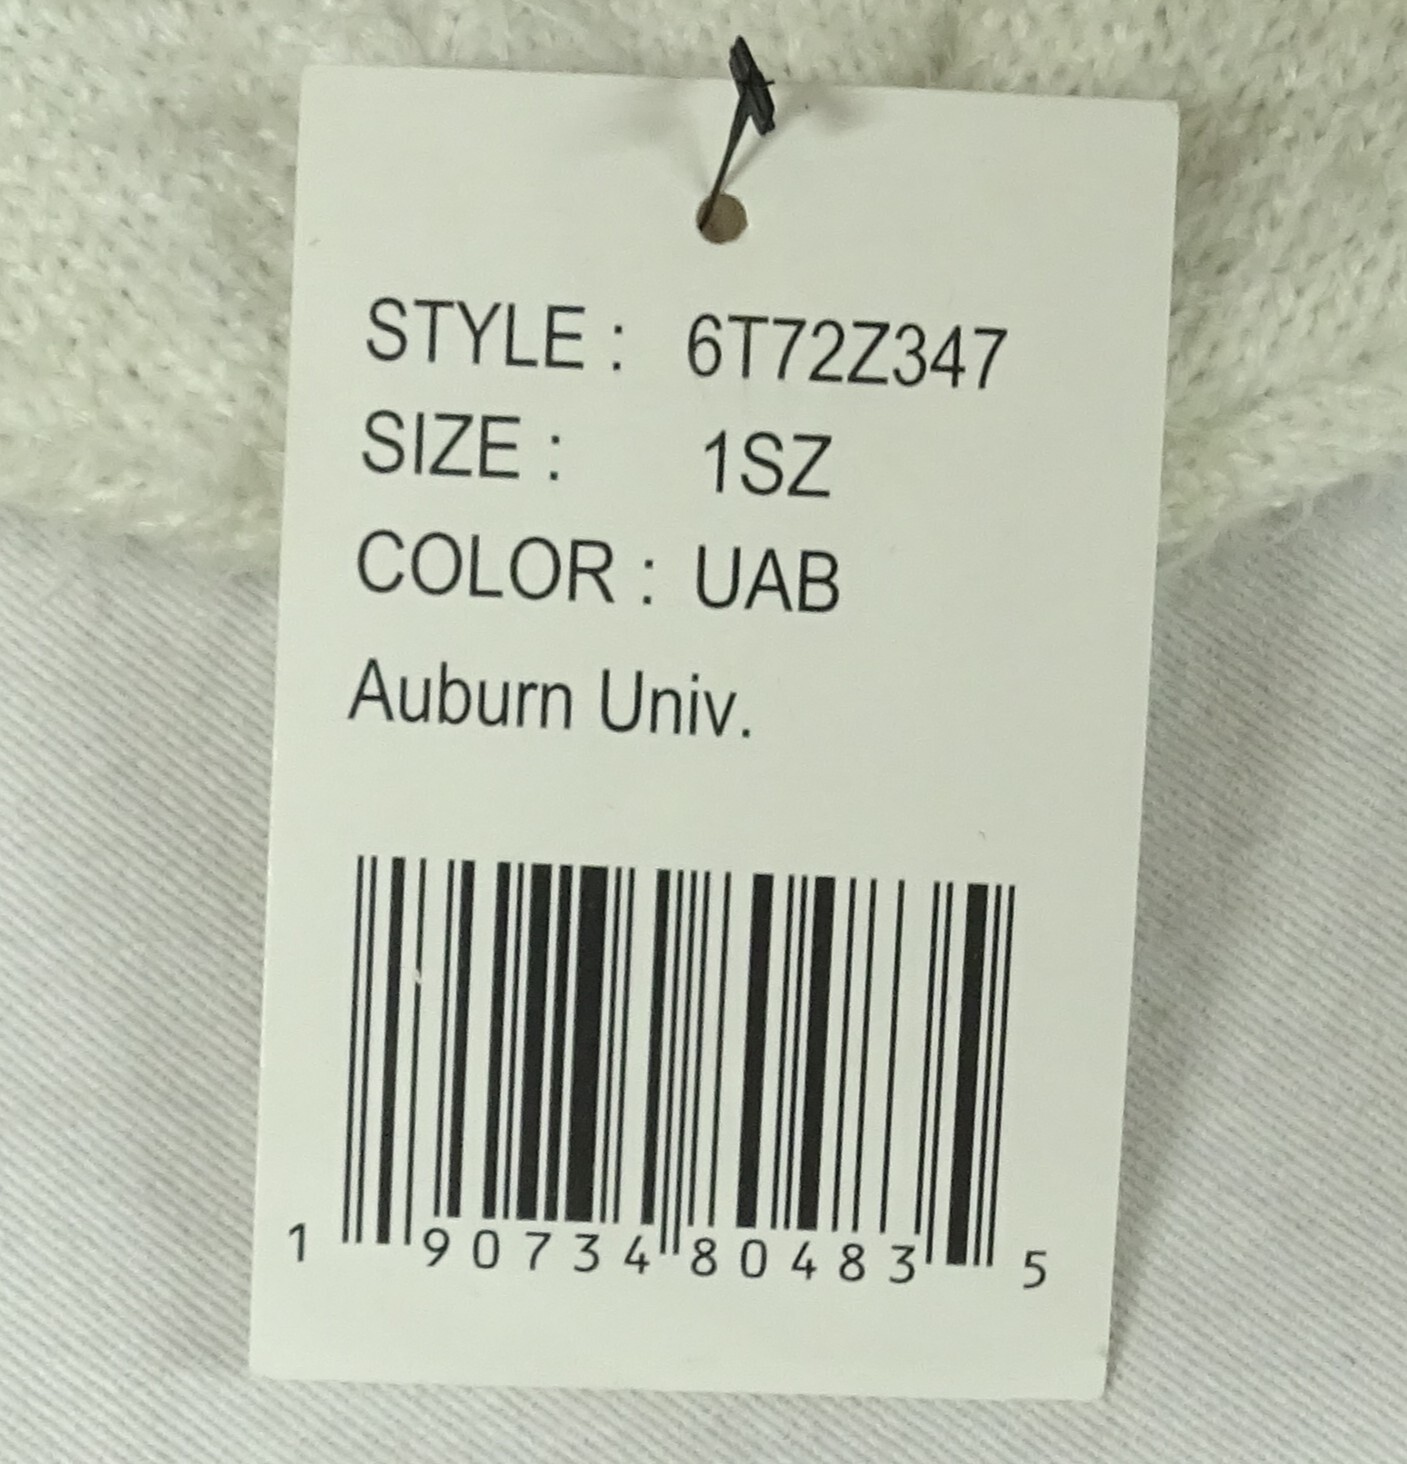 STYLE : 6T72Z347
SIZE : 1SZ
COLOR : UAB
Auburn Univ.
1 90734 80483 5